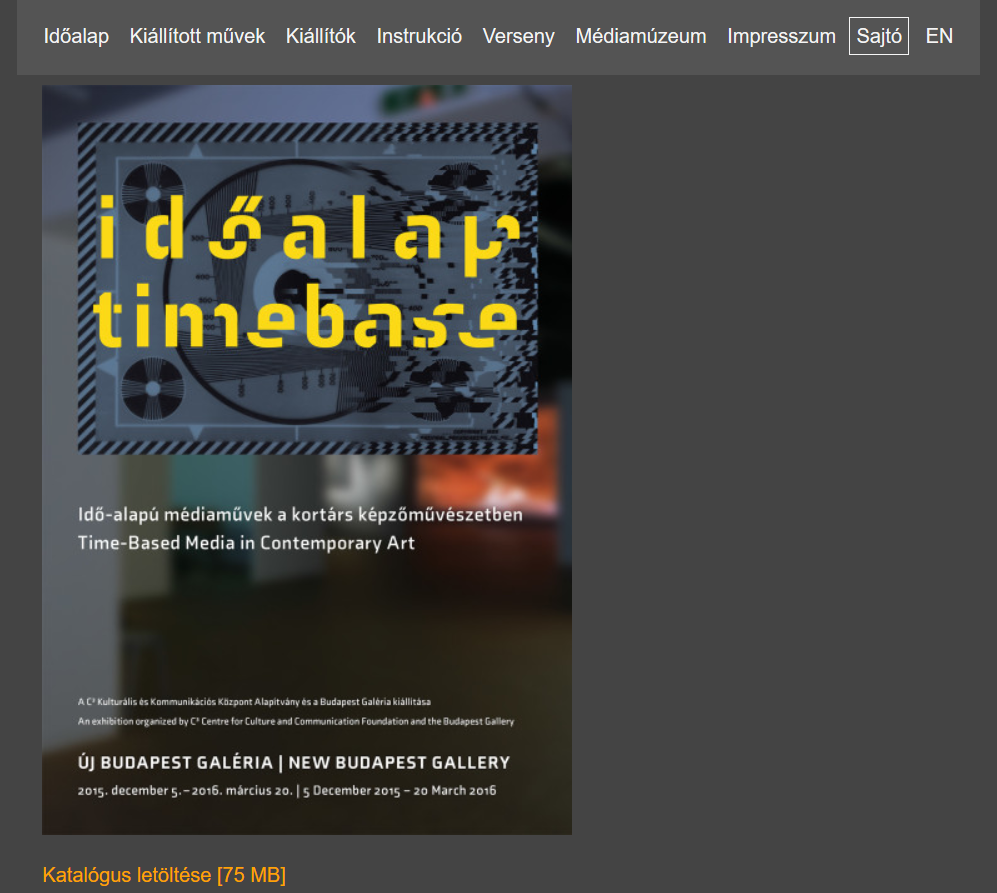 Időalap Kiállított művek Kiállítók Instrukció Verseny Médiamúzeum Impresszum Sajtó EN
időalap
timebase
Idő-alapú médiaművek a kortárs képzőművészetben
Time-Based Media in Contemporary Art
A C³ Kulturális és Kommunikációs Központ Alapítvány és a Budapest Galéria kiállítása
An exhibition organized by C³ Centre for Culture and Communication Foundation and the Budapest Gallery
ÚJ BUDAPEST GALÉRIA | NEW BUDAPEST GALLERY
2015. december 5. – 2016. március 20. | 5 December 2015 – 20 March 2016
Katalógus letöltése [75 MB]